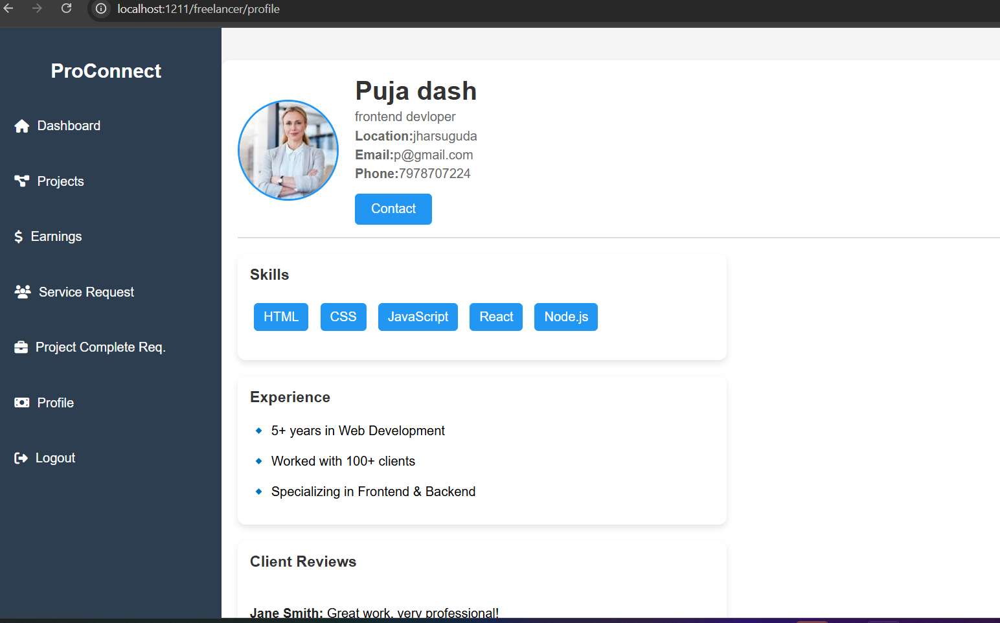 localhost:1211/freelancer/profile
ProConnect
Dashboard
Projects
Earnings
Service Request
Project Complete Req.
Profile
Logout
Puja dash
frontend devloper
Location:jharsuguda
Email:p@gmail.com
Phone:7978707224
Contact
Skills
HTML CSS JavaScript React Node.js
Experience
5+ years in Web Development
Worked with 100+ clients
Specializing in Frontend & Backend
Client Reviews
Jane Smith: Great work, very professional!